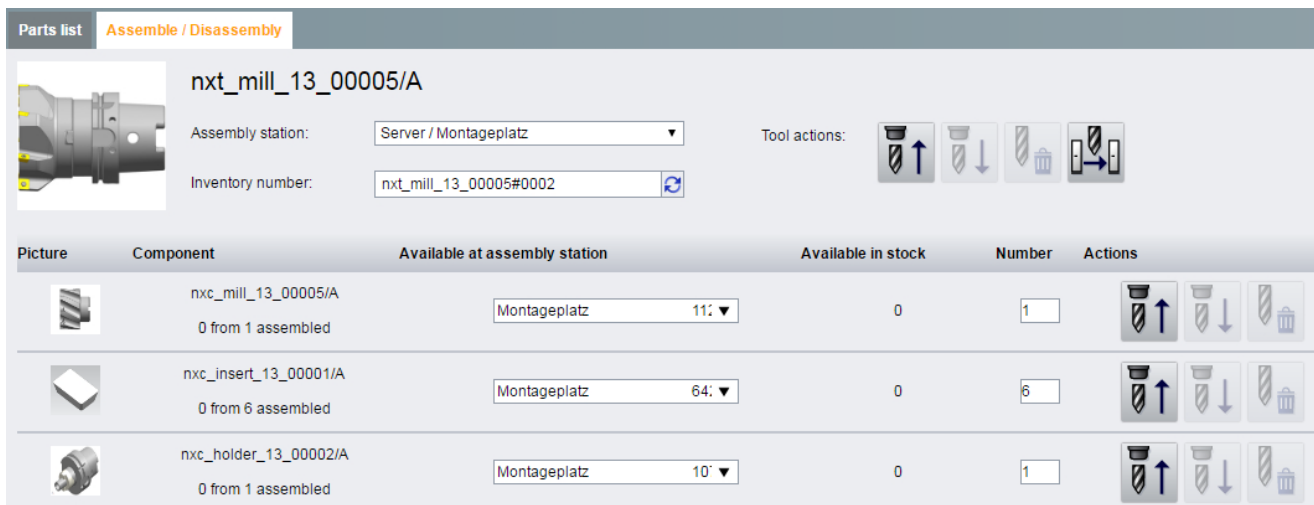 Parts list Assemble / Disassembly
nxt_mill_13_00005/A
Assembly station: Server / Montageplatz Tool actions:
Inventory number: nxt_mill_13_00005#0002
Picture Component Available at assembly station Available in stock Number Actions
nxc_mill_13_00005/A
Montageplatz 0 1
0 from 1 assembled
nxc_insert_13_00001/A
Montageplatz 0 6
0 from 6 assembled
nxc_holder_13_00002/A
Montageplatz 0 1
0 from 1 assembled